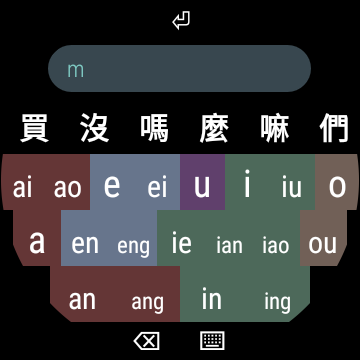 m
買 沒 嗎 麼 嘛 們
ai ao e ei u i iu o
a en eng ie ian iao ou
an ang in ing